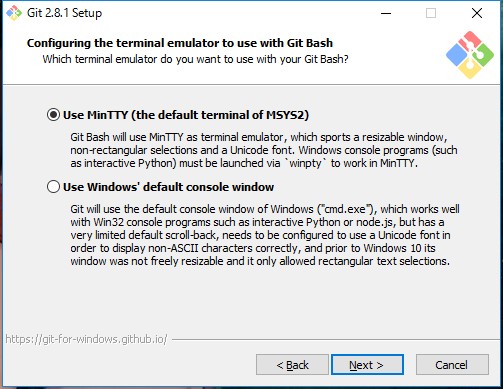 Git 2.8.1 Setup
Configuring the terminal emulator to use with Git Bash
Which terminal emulator do you want to use with your Git Bash?
Use MinTTY (the default terminal of MSYS2)
Git Bash will use MinTTY as terminal emulator, which sports a resizable window,
non-rectangular selections and a Unicode font. Windows console programs (such
as interactive Python) must be launched via `winpty` to work in MinTTY.
Use Windows' default console window
Git will use the default console window of Windows ("cmd.exe"), which works well
with Win32 console programs such as interactive Python or node.js, but has a
very limited default scroll-back, needs to be configured to use a Unicode font in
order to display non-ASCII characters correctly, and prior to Windows 10 its
window was not freely resizable and it only allowed rectangular text selections.
https://git-for-windows.github.io/
< Back
Next >
Cancel